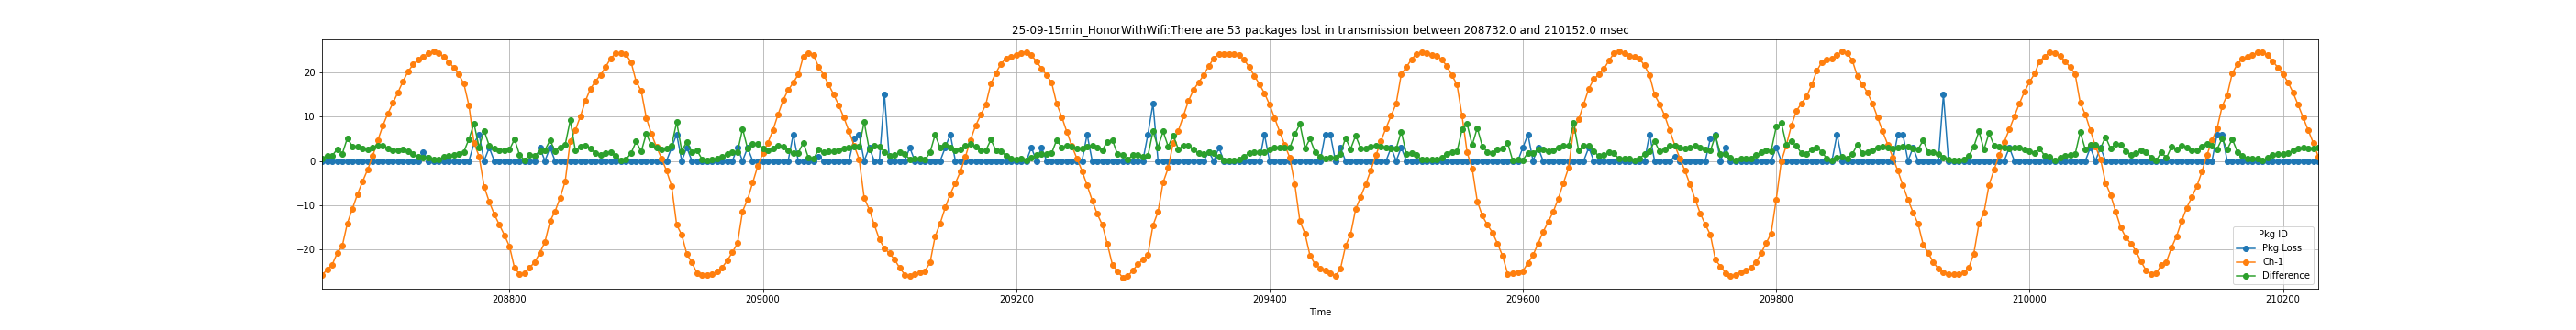 25-09-15min_HonorWithWifi:There are 53 packages lost in transmission between 208732.0 and 210152.0 msec
20
10
0
−10
−20
208800 209000 209200 209400 209600 209800 210000 210200
Time
Pkg ID
Pkg Loss
Ch-1
Difference